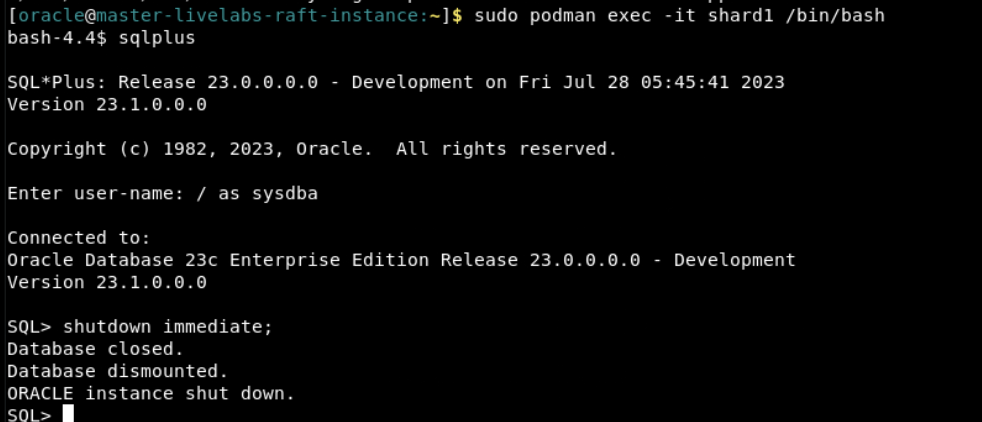 [oracle@master-livelabs-raft-instance:~]$ sudo podman exec -it shard1 /bin/bash
bash-4.4$ sqlplus
SQL*Plus: Release 23.0.0.0.0 - Development on Fri Jul 28 05:45:41 2023
Version 23.1.0.0.0
Copyright (c) 1982, 2023, Oracle.  All rights reserved.
Enter user-name: / as sysdba
Connected to:
Oracle Database 23c Enterprise Edition Release 23.0.0.0.0 - Development
Version 23.1.0.0.0
SQL> shutdown immediate;
Database closed.
Database dismounted.
ORACLE instance shut down.
SQL>